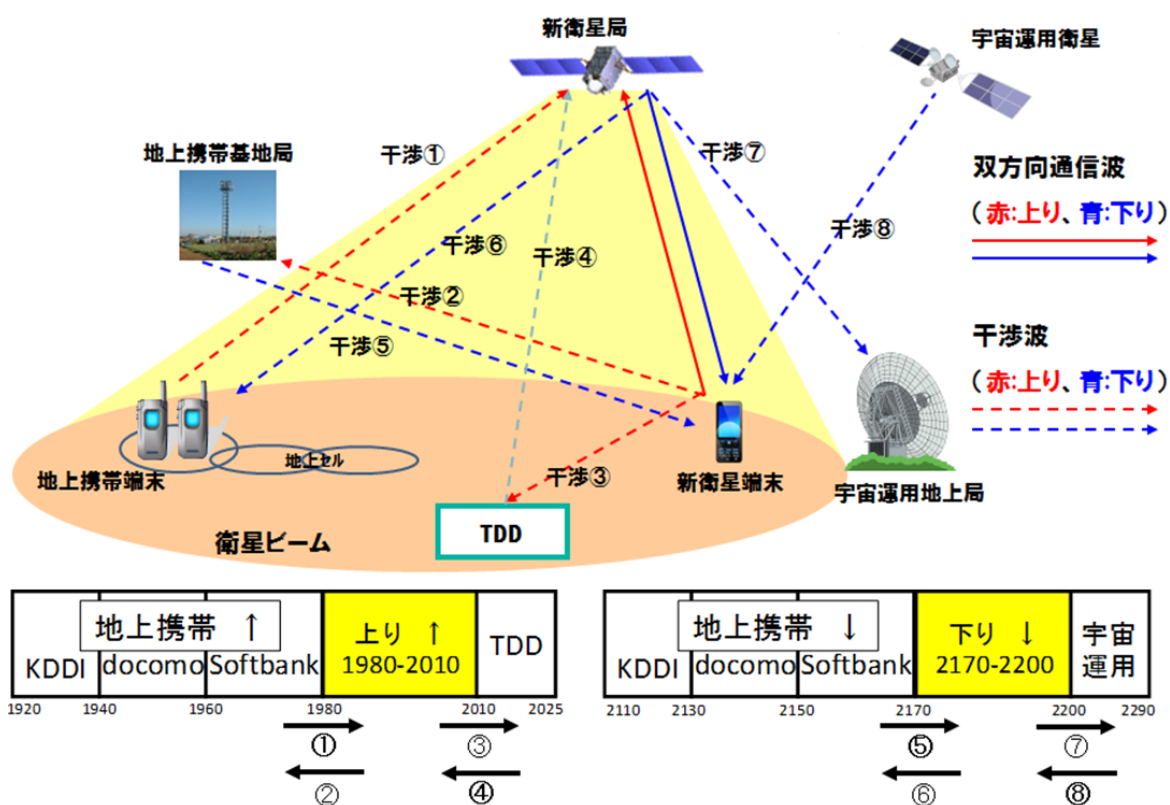 新衛星局
宇宙運用衛星
地上携帯基地局
干渉①
干渉⑦
双方向通信波
(赤:上り、青:下り)
干渉⑧
干渉⑥
干渉④
干渉②
干渉⑤
干渉波
(赤:上り、青:下り)
地上セル
地上携帯端末
干渉③
新衛星端末
宇宙運用地上局
TDD
衛星ビーム
地上携帯 ↑
KDDI
docomo
Softbank
上り ↑
1980-2010
TDD
1920
1940
1960
1980
2010
2025
①
③
②
④
地上携帯 ↓
KDDI
docomo
Softbank
下り ↓
2170-2200
宇宙
運用
2110
2130
2150
2170
2200
2290
⑤
⑦
⑥
⑧